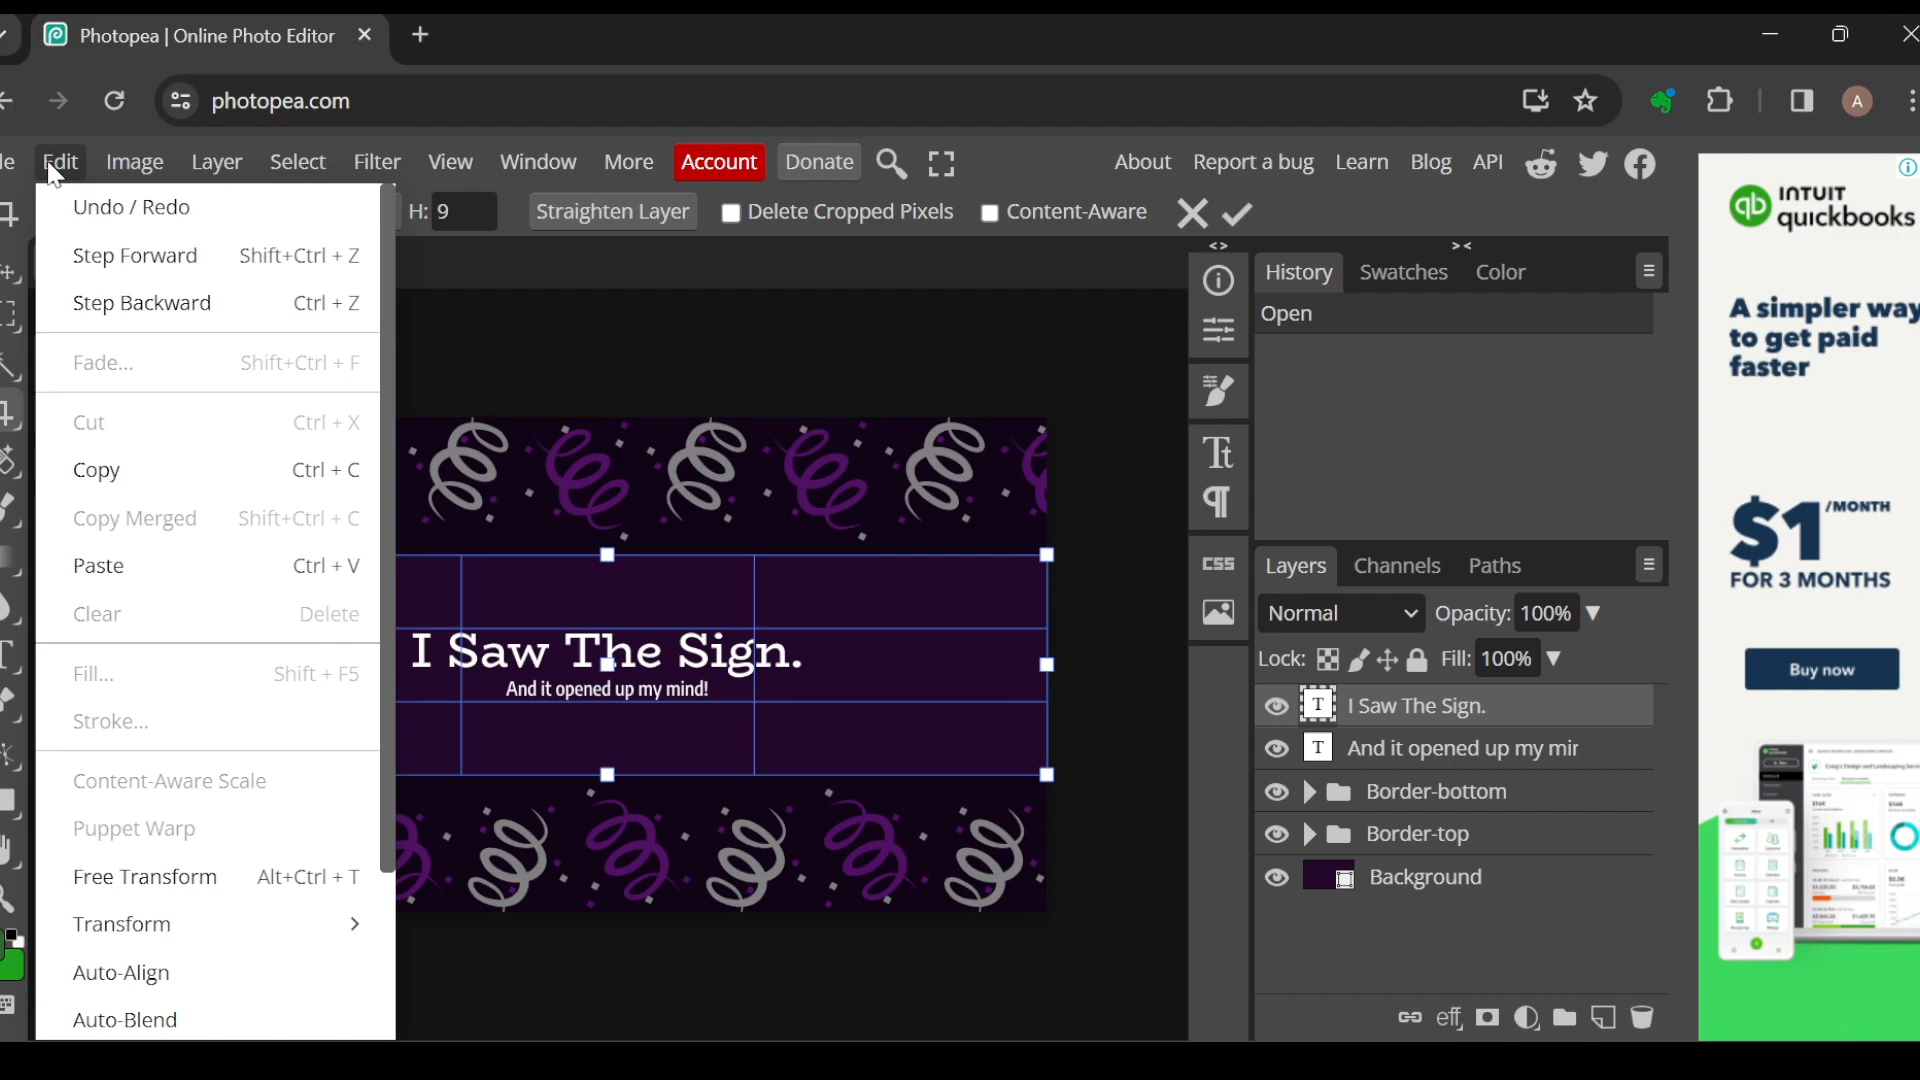 Photopea | Online Photo Editor
photopea.com
le Edit Image Layer Select Filter View Window More Account Donate About Report a bug Learn Blog API
A
H: 9 Straighten Layer Delete Cropped Pixels Content-Aware
Undo / Redo
Step Forward Shift+Ctrl + Z
Step Backward Ctrl + Z
Fade... Shift+Ctrl + F
Cut Ctrl + X
Copy Ctrl + C
Copy Merged Shift+Ctrl + C
Paste Ctrl + V
Clear Delete
Fill... Shift + F5
Stroke...
Content-Aware Scale
Puppet Warp
Free Transform Alt+Ctrl + T
Transform
Auto-Align
Auto-Blend
I Saw The Sign.
And it opened up my mind!
<> ><
History Swatches Color
Open
CSS
Layers Channels Paths
Normal Opacity: 100%
Lock: Fill: 100%
T I Saw The Sign.
T And it opened up my mir
Border-bottom
Border-top
Background
eff
INTUIT
quickbooks
A simpler way
to get paid
faster
$1 /MONTH
FOR 3 MONTHS
Buy now